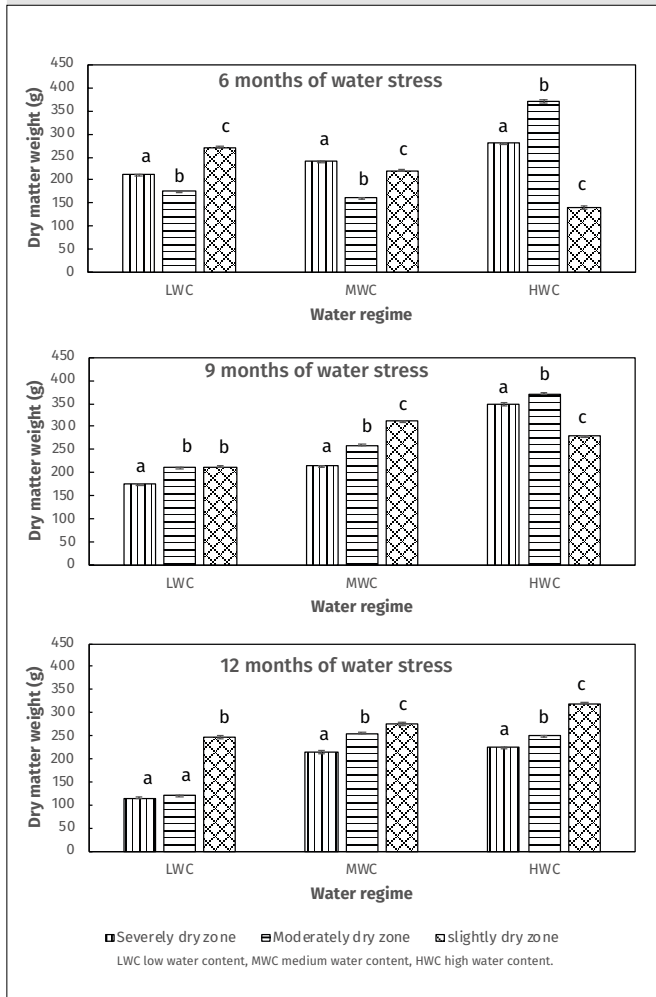 450
400
350
300
250
200
150
100
50
0
Dry matter weight (g)
6 months of water stress
a b c a b c a b c
LWC MWC HWC
Water regime
450
400
350
300
250
200
150
100
50
0
Dry matter weight (g)
9 months of water stress
a b b a b c a b c
LWC MWC HWC
Water regime
450
400
350
300
250
200
150
100
50
0
Dry matter weight (g)
12 months of water stress
a a b a b c a b c
LWC MWC HWC
Water regime
Severely dry zone Moderately dry zone slightly dry zone
LWC low water content, MWC medium water content, HWC high water content.